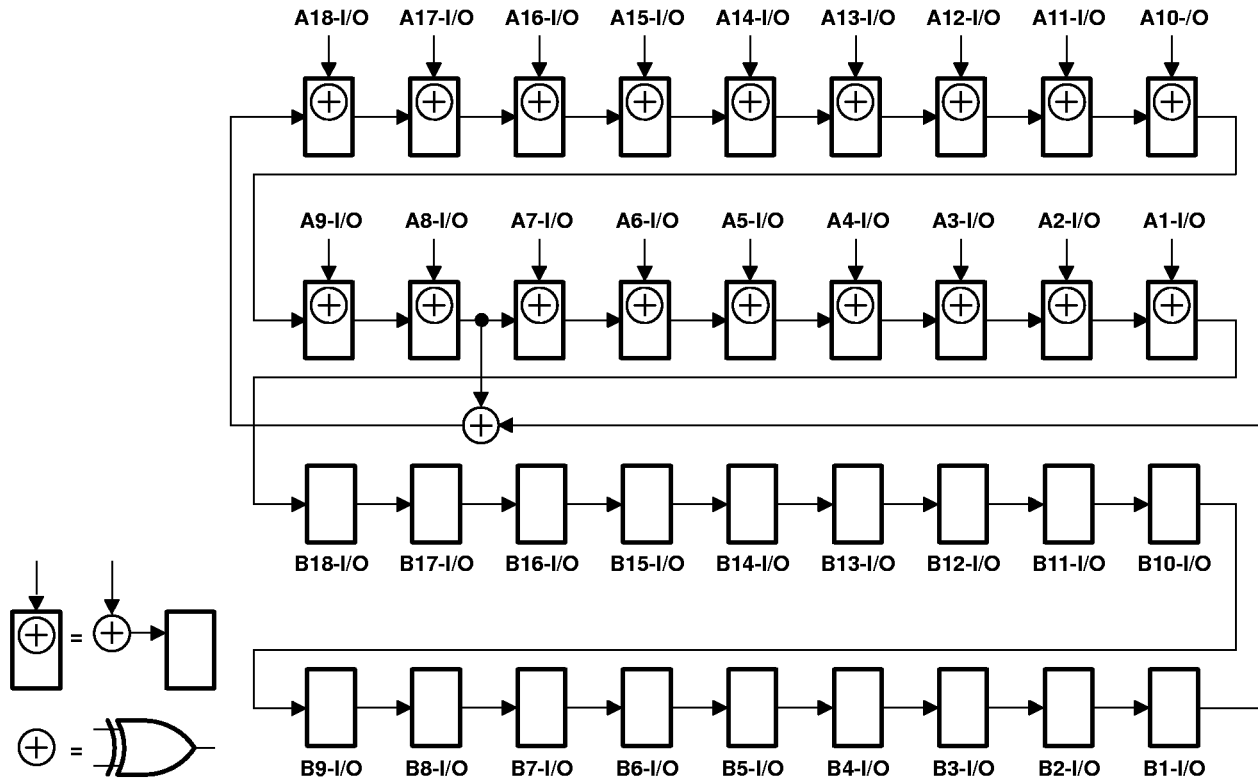 A18-I/O A17-I/O A16-I/O A15-I/O A14-I/O A13-I/O A12-I/O A11-I/O A10-/O
A9-I/O A8-I/O A7-I/O A6-I/O A5-I/O A4-I/O A3-I/O A2-I/O A1-I/O
B18-I/O B17-I/O B16-I/O B15-I/O B14-I/O B13-I/O B12-I/O B11-I/O B10-I/O
=
=
B9-I/O B8-I/O B7-I/O B6-I/O B5-I/O B4-I/O B3-I/O B2-I/O B1-I/O